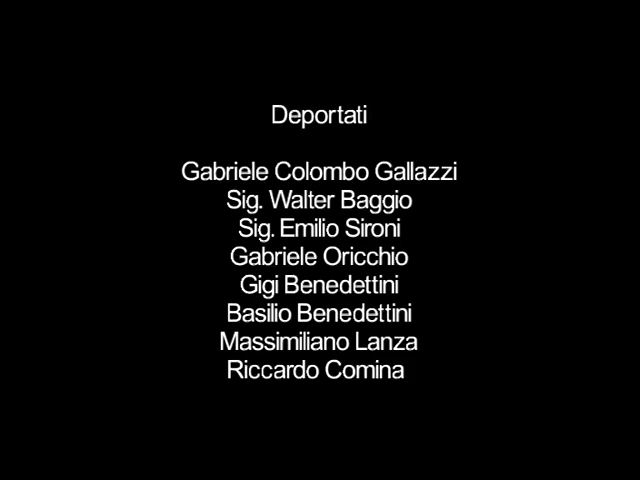 Deportati
Gabriele Colombo Gallazzi
Sig. Walter Baggio
Sig. Emilio Sironi
Gabriele Oricchio
Gigi Benedettini
Basilio Benedettini
Massimiliano Lanza
Riccardo Comina